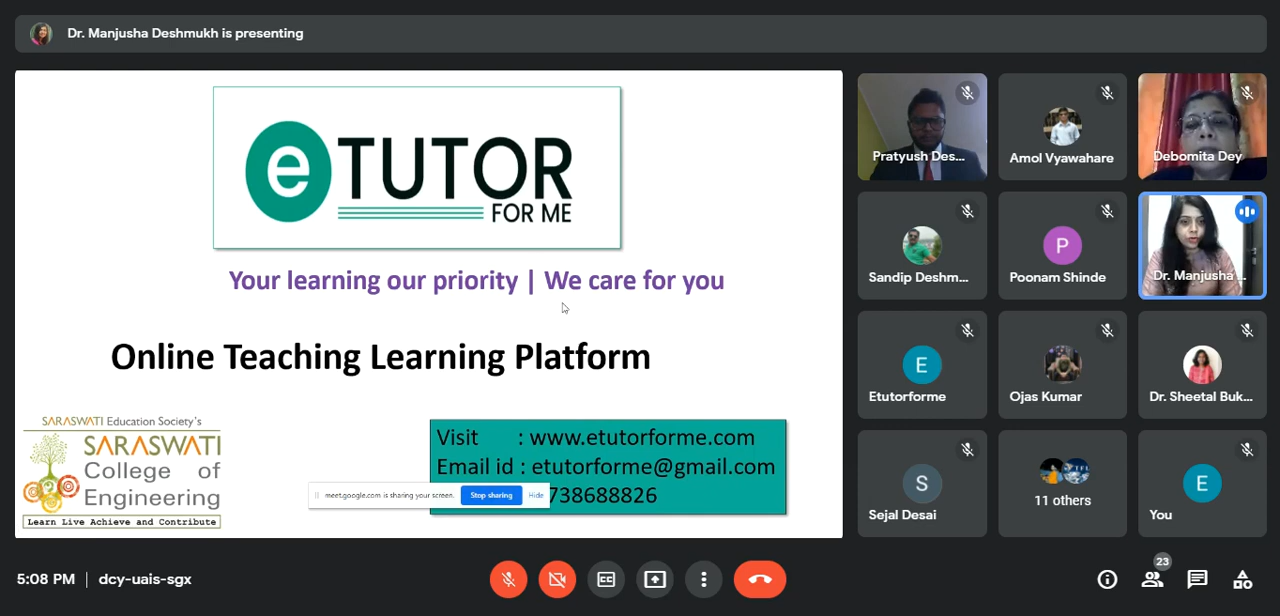 Dr. Manjusha Deshmukh is presenting
e TUTOR
FOR ME
Your learning our priority | We care for you
Online Teaching Learning Platform
SARASWATI Education Society's
SARASWATI
College of
Engineering
Learn Live Achieve and Contribute
Visit : www.etutorforme.com
Email id : etutorforme@gmail.com
738688826
meet.google.com is sharing your screen.
Stop sharing
Hide
Pratyush Des...
Amol Vyawahare
Debomita Dey
Sandip Deshm...
P
Poonam Shinde
Dr. Manjusha ...
E
Etutorforme
Ojas Kumar
Dr. Sheetal Buk...
S
Sejal Desai
11 others
E
You
5:08 PM | dcy-uais-sgx
CC
23